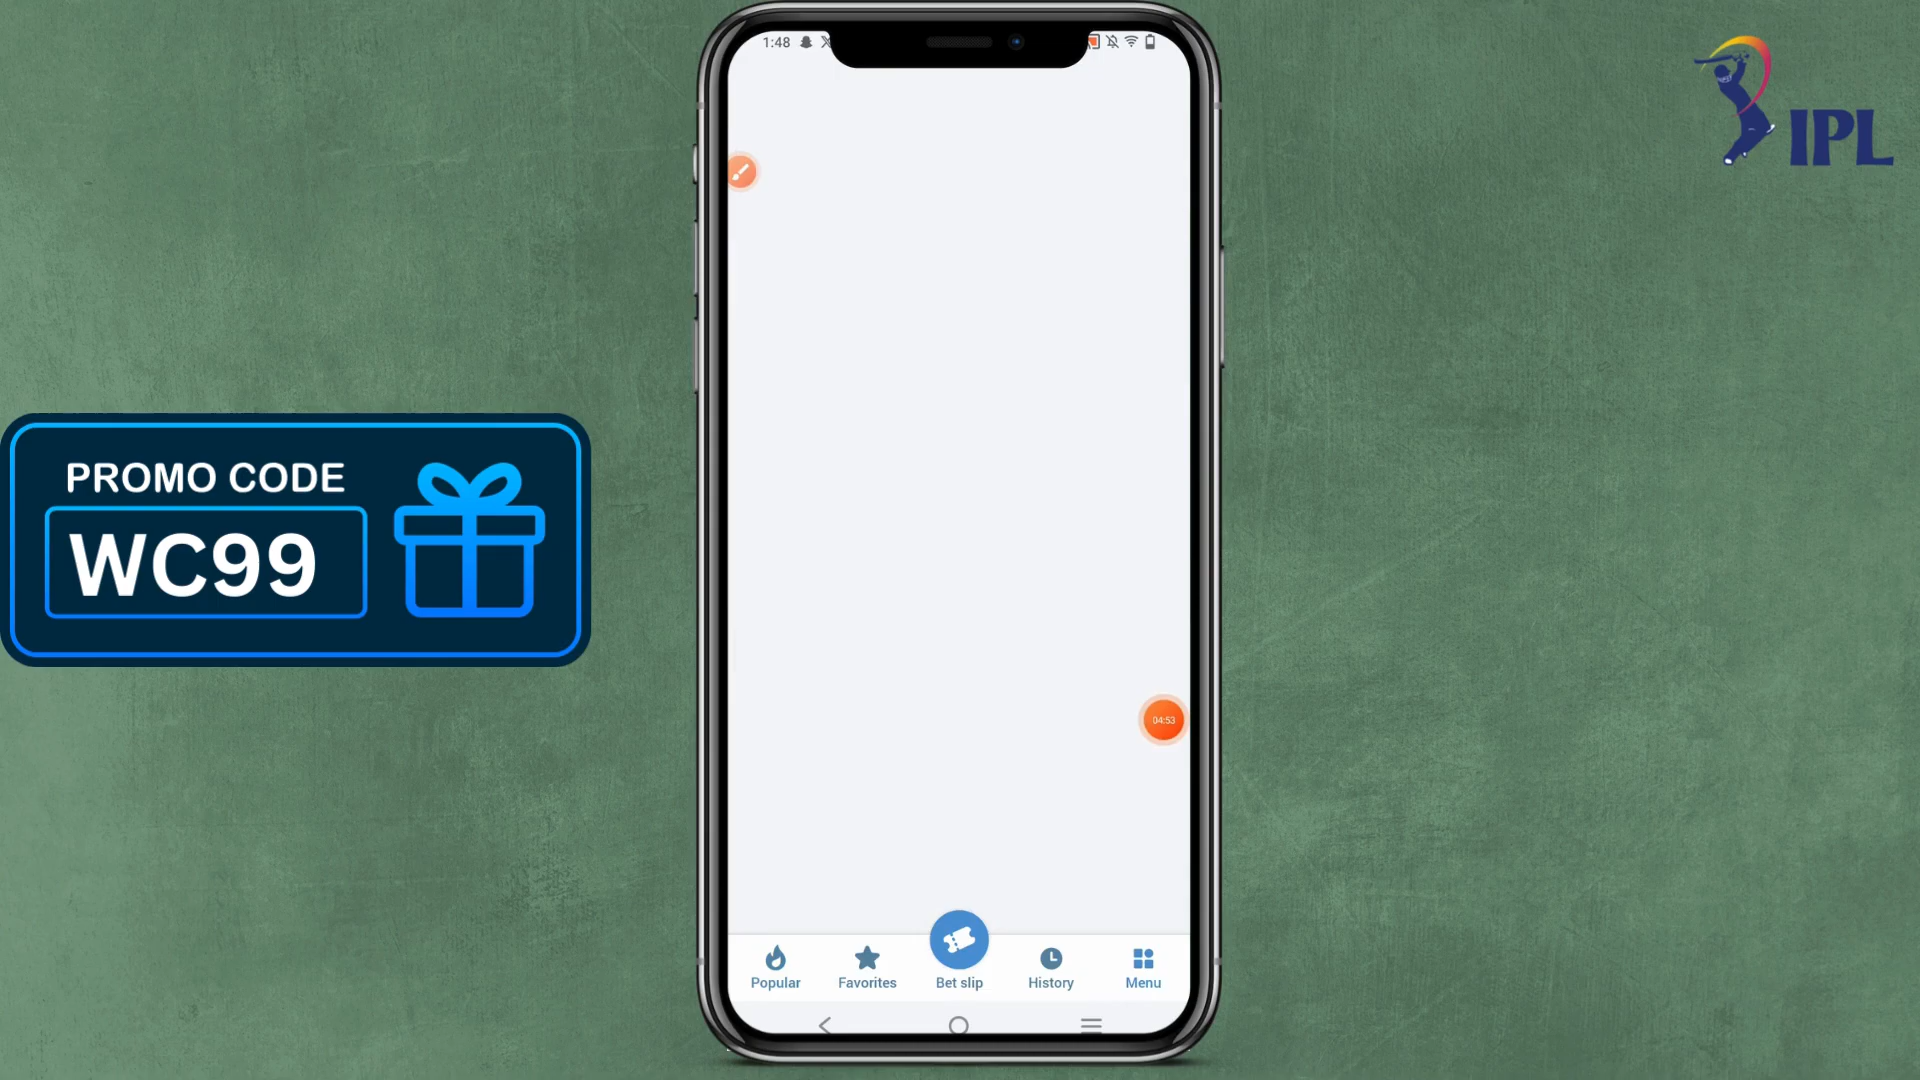 1:48
IPL
PROMO CODE
WC99
04:53
Popular
Favorites
Bet slip
History
Menu